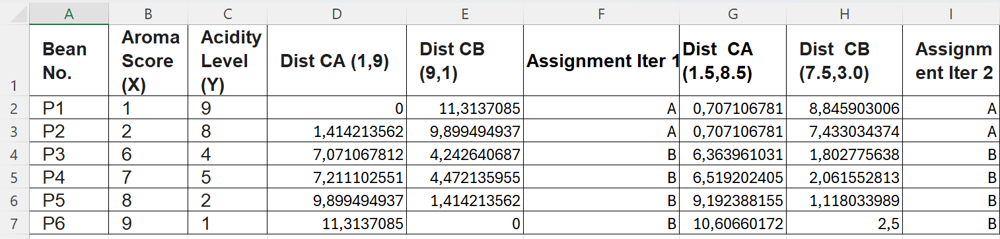 A B C D E F G H I
1 Bean No. Aroma Score (X) Acidity Level (Y) Dist CA (1,9) Dist CB (9,1) Assignment Iter 1 Dist CA (1.5,8.5) Dist CB (7.5,3.0) Assignm ent Iter 2
2 P1 1 9 0 11,3137085 A 0,707106781 8,845903006 A
3 P2 2 8 1,414213562 9,899494937 A 0,707106781 7,433034374 A
4 P3 6 4 7,071067812 4,242640687 B 6,363961031 1,802775638 B
5 P4 7 5 7,211102551 4,472135955 B 6,519202405 2,061552813 B
6 P5 8 2 9,899494937 1,414213562 B 9,192388155 1,118033989 B
7 P6 9 1 11,3137085 0 B 10,60660172 2,5 B